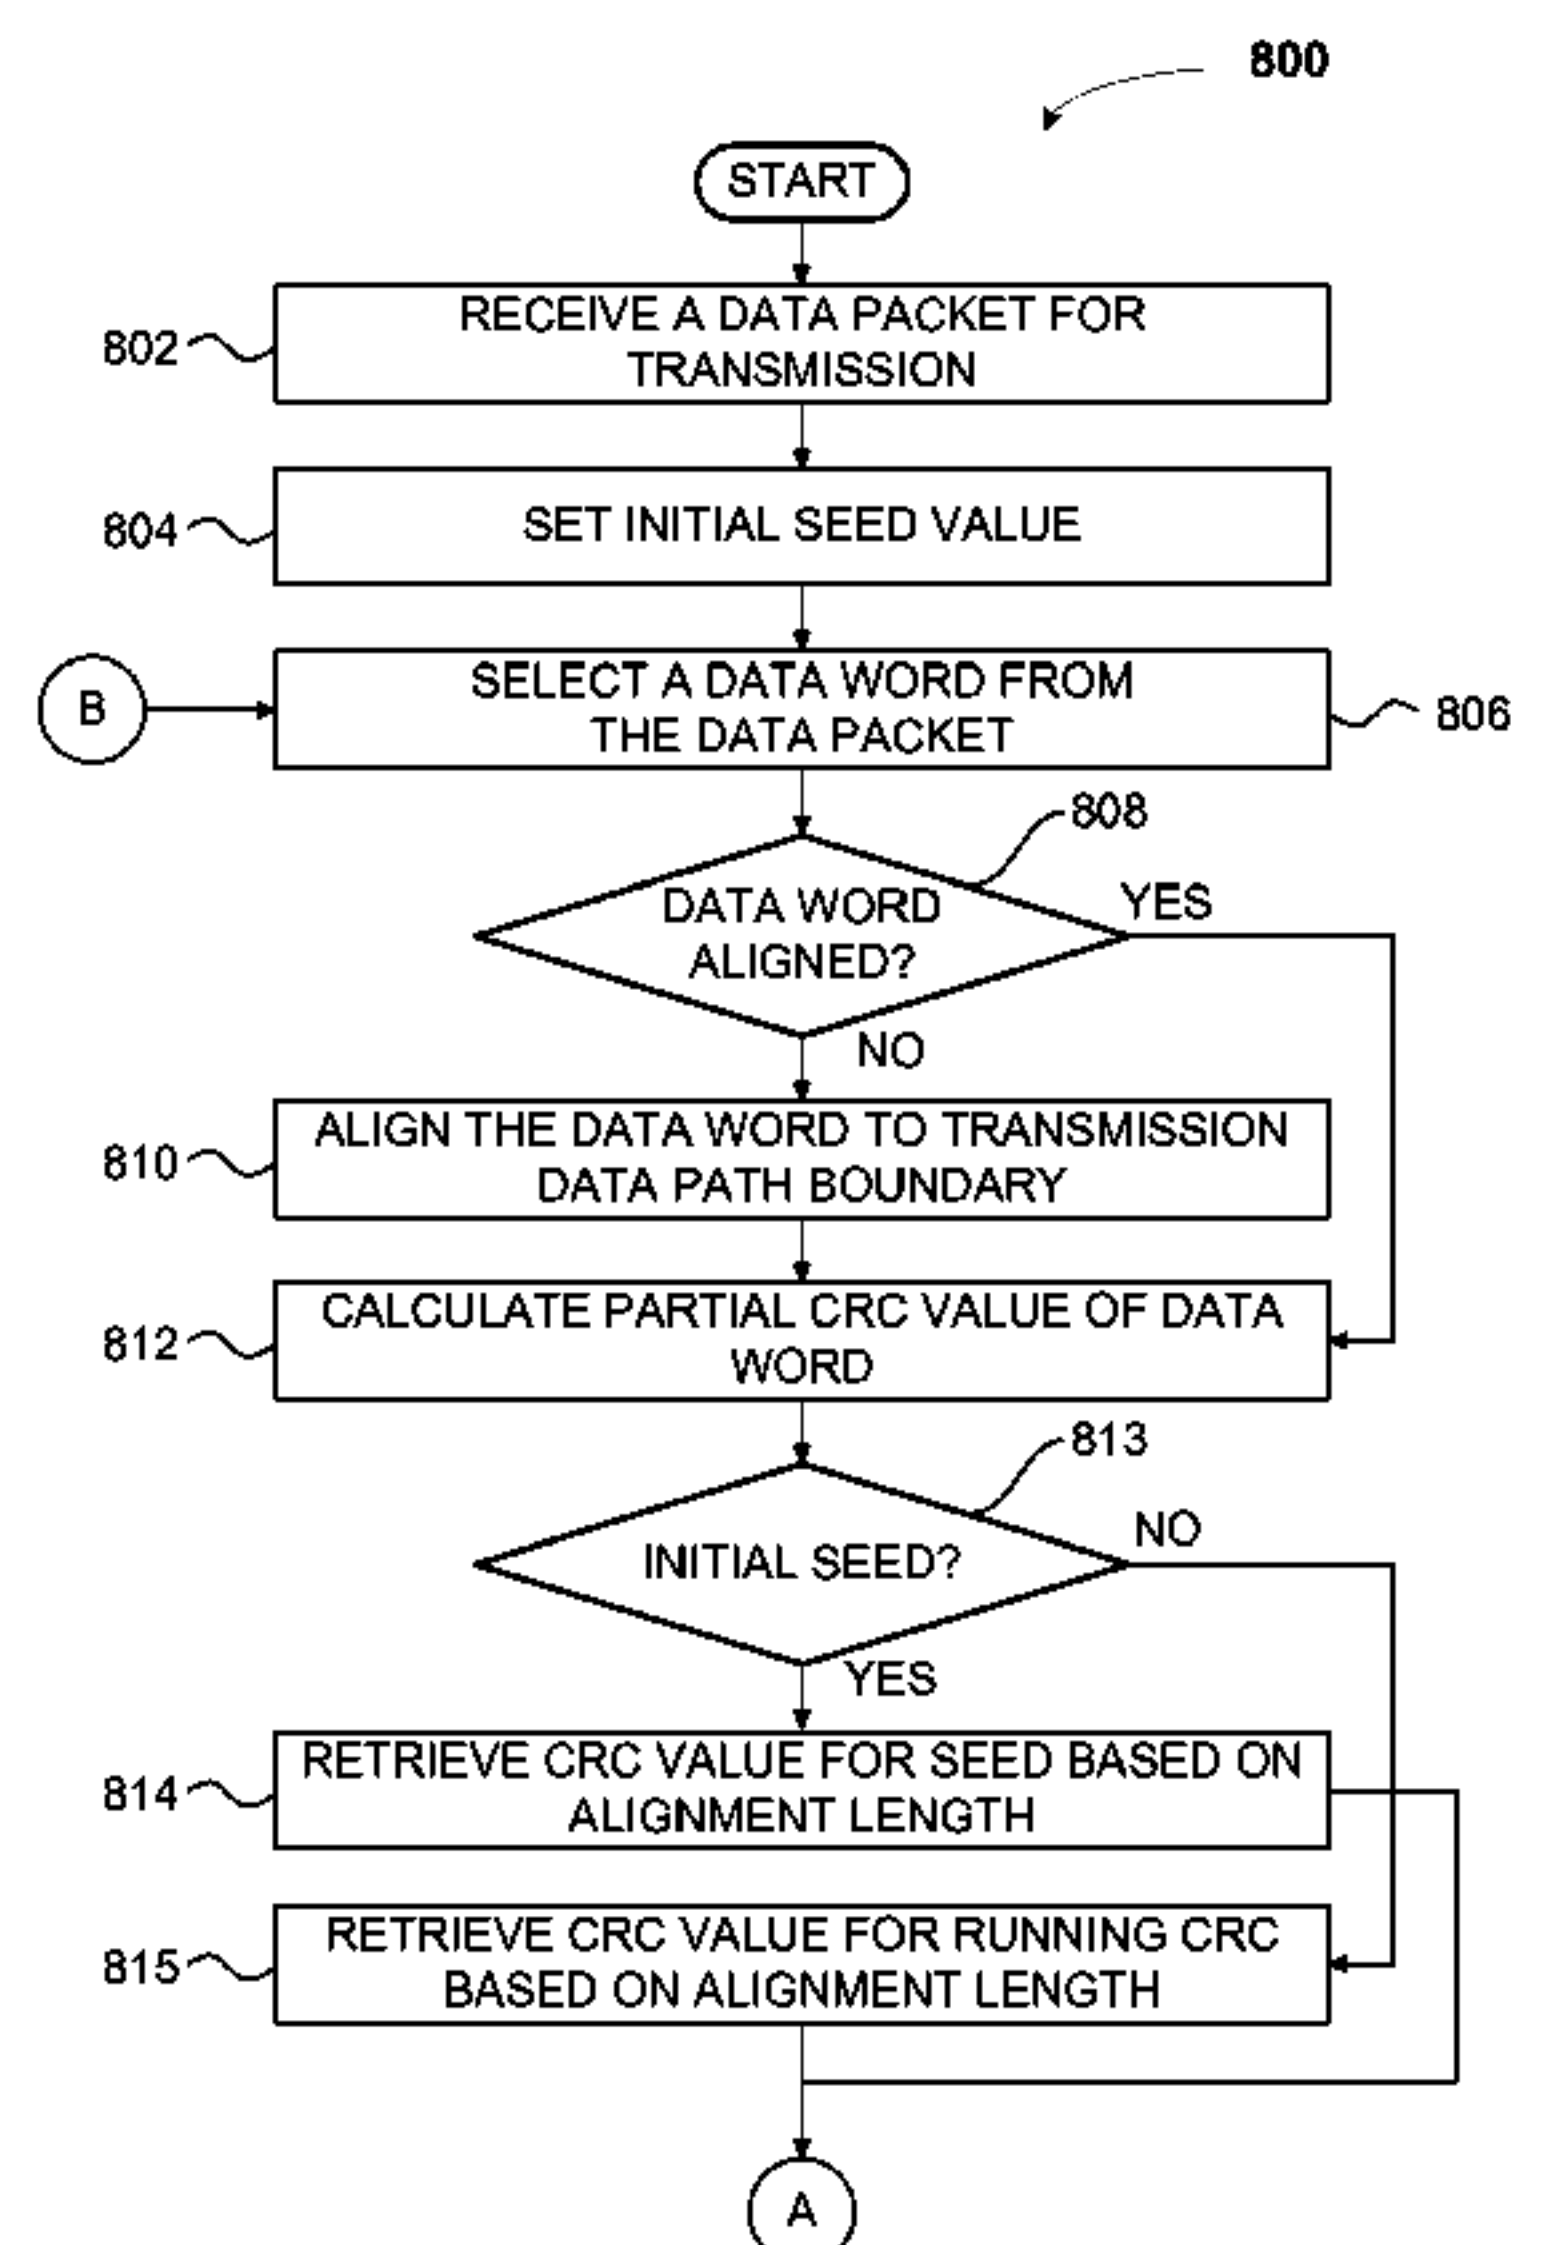 800
START
RECEIVE A DATA PACKET FOR
TRANSMISSION
802
SET INITIAL SEED VALUE
804
B
SELECT A DATA WORD FROM
THE DATA PACKET
806
808
DATA WORD
ALIGNED?
YES
NO
ALIGN THE DATA WORD TO TRANSMISSION
DATA PATH BOUNDARY
810
CALCULATE PARTIAL CRC VALUE OF DATA
WORD
812
813
INITIAL SEED?
NO
YES
RETRIEVE CRC VALUE FOR SEED BASED ON
ALIGNMENT LENGTH
814
RETRIEVE CRC VALUE FOR RUNNING CRC
BASED ON ALIGNMENT LENGTH
815
A